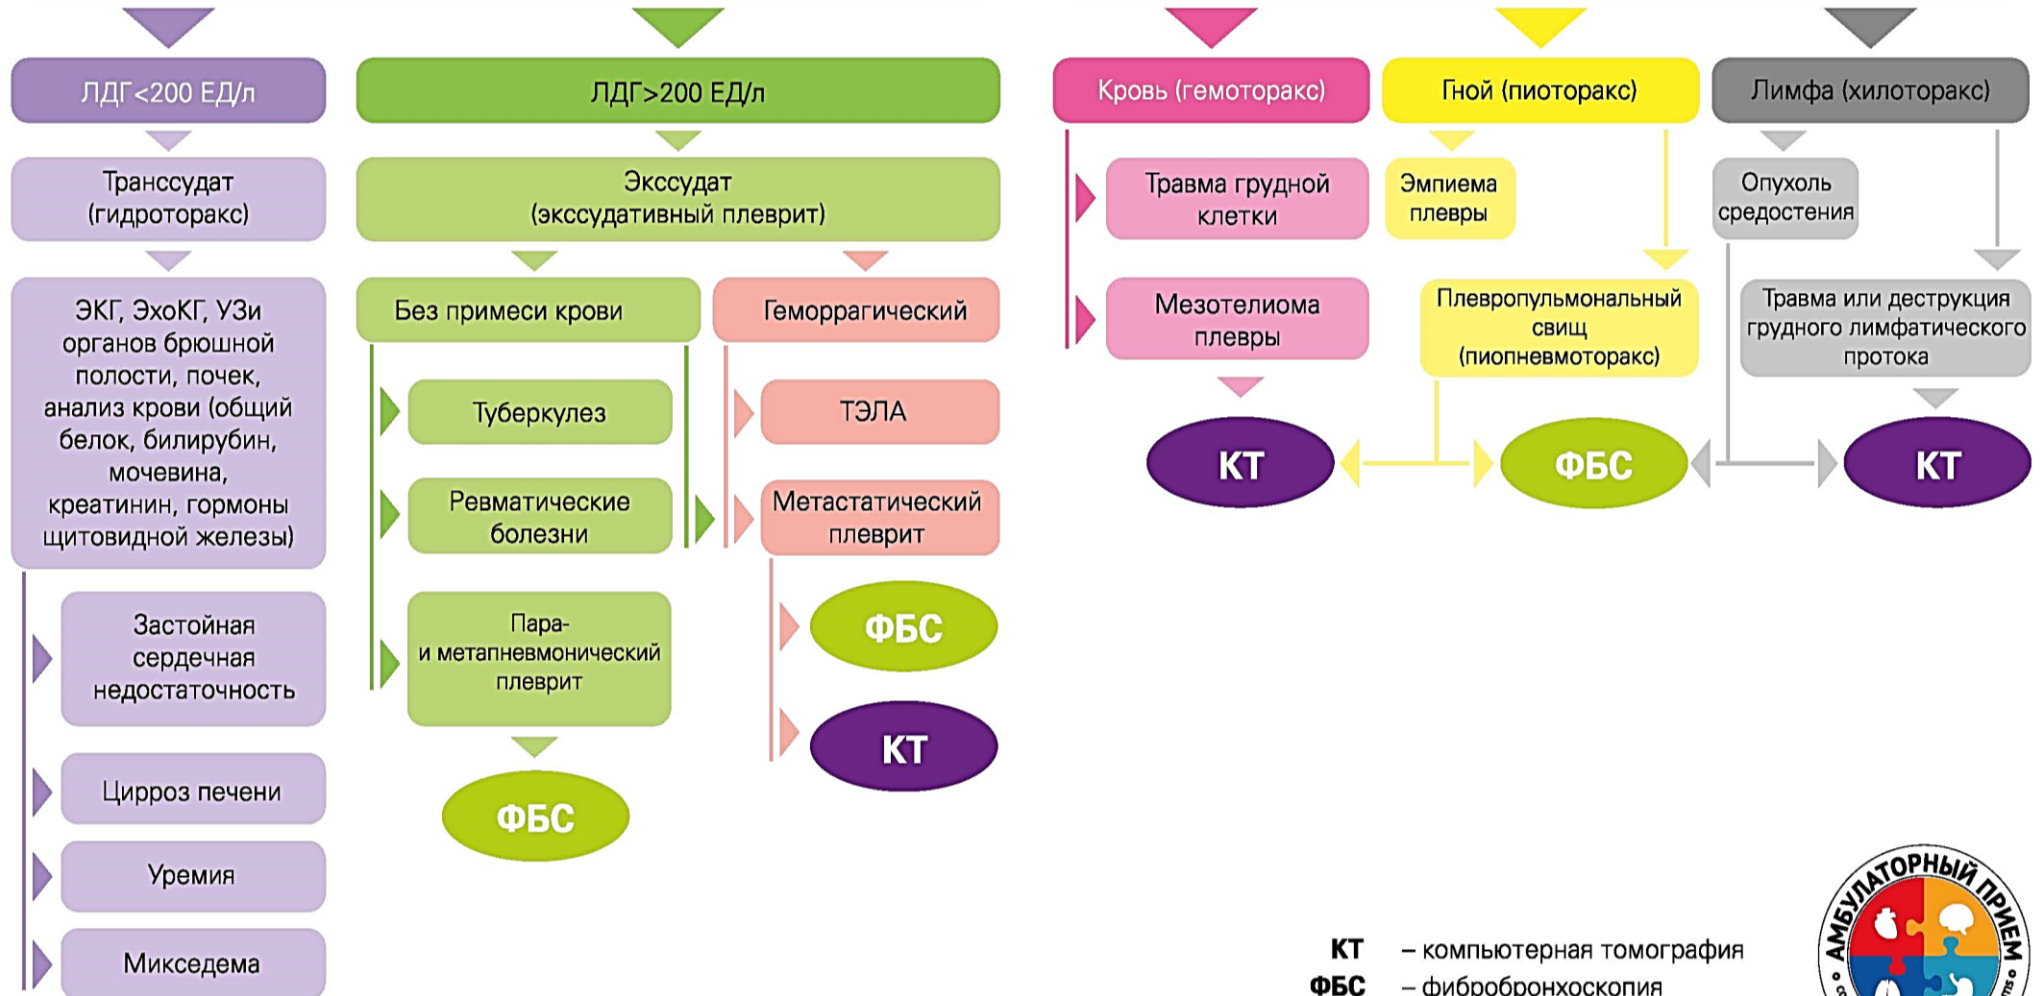 ЛДГ<200 ЕД/л
Транссудат
(гидроторакс)
ЭКГ, ЭхоКГ, УЗи
органов брюшной
полости, почек,
анализ крови (общий
белок, билирубин,
мочевина,
креатинин, гормоны
щитовидной железы)
Застойная
сердечная
недостаточность
Цирроз печени
Уремия
Микседема
ЛДГ>200 ЕД/л
Экссудат
(экссудативный плеврит)
Без примеси крови
Туберкулез
Ревматические
болезни
Пара-
и метапневмонический
плеврит
ФБС
Геморрагический
ТЭЛА
Метастатический
плеврит
ФБС
КТ
Кровь (гемоторакс)
Травма грудной
клетки
Мезотелиома
плевры
КТ
Гной (пиоторакс)
Эмпиема
плевры
Плевропульмональный
свищ
(пиопневмоторакс)
ФБС
Лимфа (хилоторакс)
Опухоль
средостения
Травма или деструкция
грудного лимфатического
протока
КТ
КТ – компьютерная томография
ФБС – фибробронхоскопия
АМБУЛАТОРНЫЙ ПРИЕМ